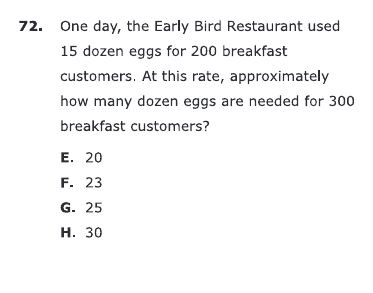 72. One day, the Early Bird Restaurant used
15 dozen eggs for 200 breakfast
customers. At this rate, approximately
how many dozen eggs are needed for 300
breakfast customers?
E. 20
F. 23
G. 25
H. 30